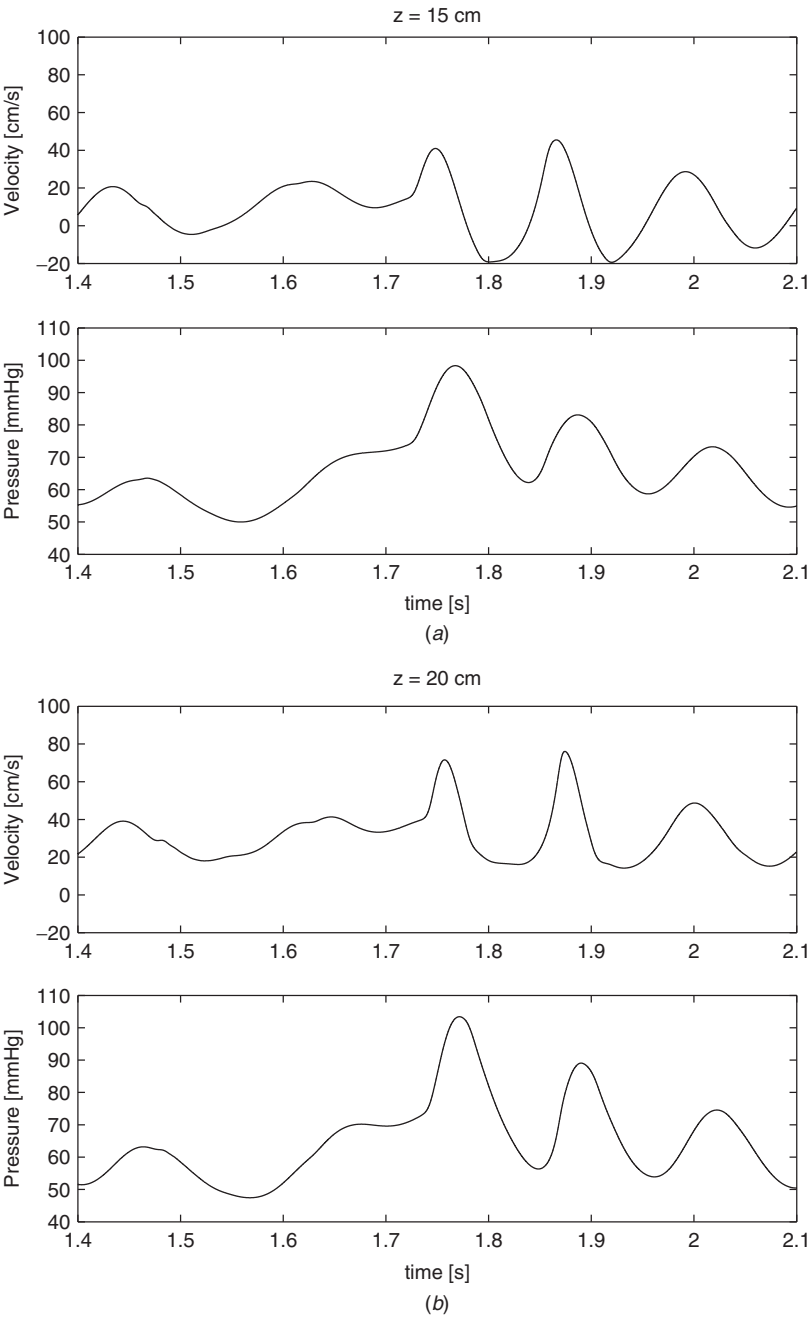 z = 15 cm
Velocity [cm/s]
100
80
60
40
20
0
−20
1.4 1.5 1.6 1.7 1.8 1.9 2 2.1
Pressure [mmHg]
110
100
90
80
70
60
50
40
1.4 1.5 1.6 1.7 1.8 1.9 2 2.1
time [s]
(a)
z = 20 cm
Velocity [cm/s]
100
80
60
40
20
0
−20
1.4 1.5 1.6 1.7 1.8 1.9 2 2.1
Pressure [mmHg]
110
100
90
80
70
60
50
40
1.4 1.5 1.6 1.7 1.8 1.9 2 2.1
time [s]
(b)